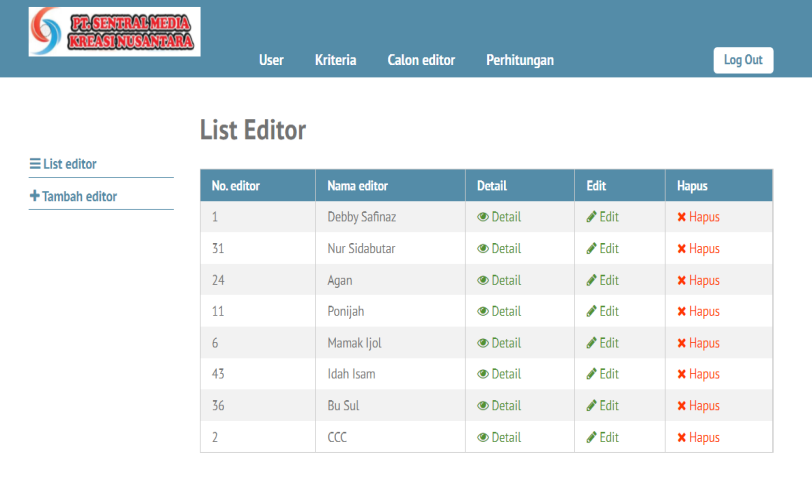 PT. SENTRAL MEDIA
KREASI NUSANTARA
User Kriteria Calon editor Perhitungan Log Out
List Editor
List editor
Tambah editor
No. editor Nama editor Detail Edit Hapus
1 Debby Safinaz Detail Edit Hapus
31 Nur Sidabutar Detail Edit Hapus
24 Agan Detail Edit Hapus
11 Ponijah Detail Edit Hapus
6 Mamak Ijol Detail Edit Hapus
43 Idah Isam Detail Edit Hapus
36 Bu Sul Detail Edit Hapus
2 CCC Detail Edit Hapus